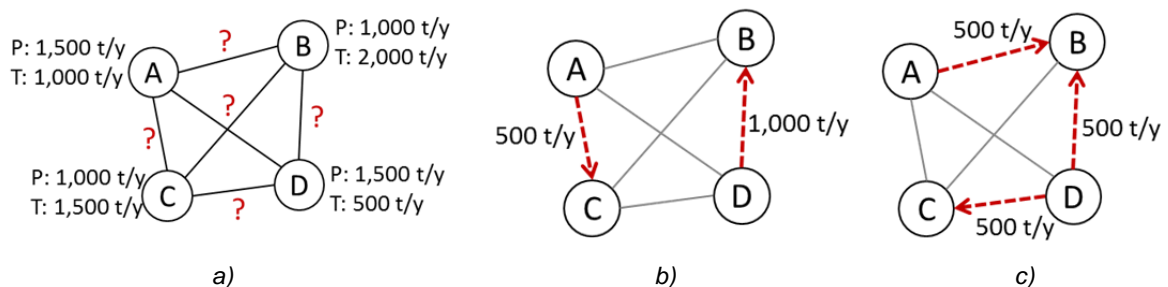 P: 1,500 t/y
T: 1,000 t/y
A
?
B
P: 1,000 t/y
T: 2,000 t/y
?
?
?
P: 1,000 t/y
T: 1,500 t/y
C
?
D
P: 1,500 t/y
T: 500 t/y
a)
A
B
500 t/y
1,000 t/y
C
D
b)
500 t/y
A
B
500 t/y
C
D
500 t/y
c)